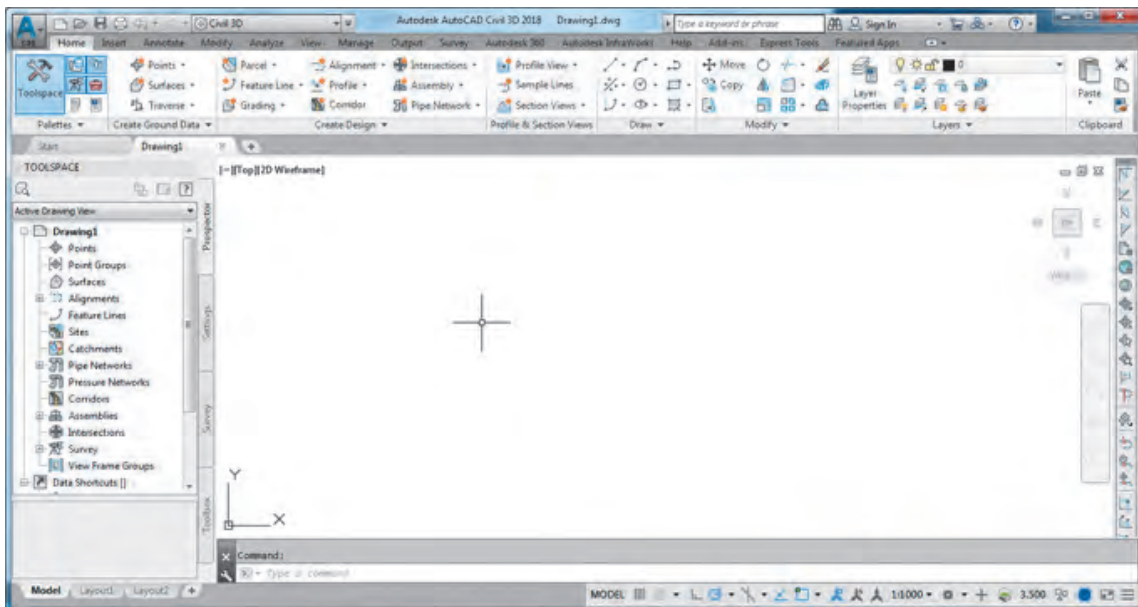 Civil 3D Autodesk AutoCAD Civil 3D 2018 Drawing1.dwg Type a keyword or phrase Sign In
Home Insert Annotate Modify Analyze View Manage Output Survey Autodesk 360 Autodesk InfraWorks Help Add-ins Express Tools Featured Apps
Toolspace
Points
Surfaces
Traverse
Parcel
Feature Line
Grading
Alignment
Profile
Corridor
Intersections
Assembly
Pipe Network
Profile View
Sample Lines
Section Views
Move
Copy
Layer
Properties
0
Paste
Palettes Create Ground Data Create Design Profile & Section Views Draw Modify Layers Clipboard
Start Drawing1
TOOLSPACE
Active Drawing View
Drawing1
Points
Point Groups
Surfaces
Alignments
Feature Lines
Sites
Catchments
Pipe Networks
Pressure Networks
Corridors
Assemblies
Intersections
Survey
View Frame Groups
Data Shortcuts []
Prospector
Settings
Survey
Toolbox
[-][Top][2D Wireframe]
Y
X
Command:
Type a command
Model Layout1 Layout2 +
MODEL 1:1000 3.500